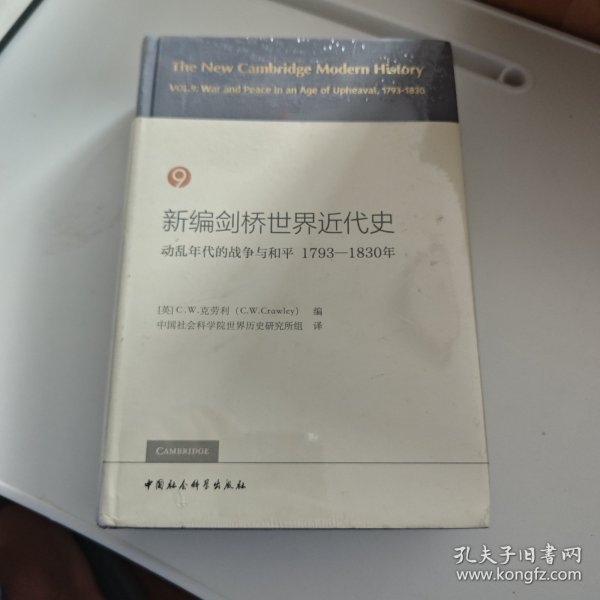 The New Cambridge Modern History
VOL.9. War and Peace in an Age of Upheaval, 1793-1830
9
新编剑桥世界近代史
动乱年代的战争与和平 1793—1830年
[英] C.W.克劳利 (C.W.Crawley) 编
中国社会科学院世界历史研究所组 译
CAMBRIDGE
中国社会科学出版社
孔夫子旧书网
www.kongfz.com